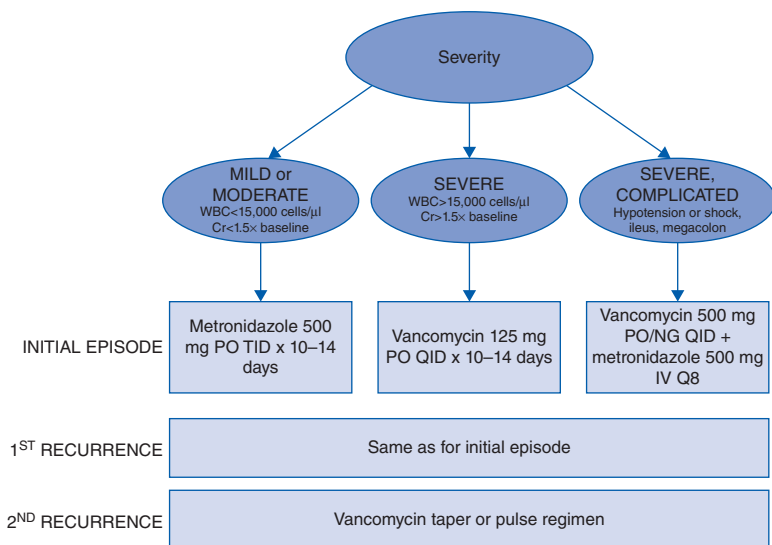 Severity
MILD or
MODERATE
WBC<15,000 cells/µl
Cr<1.5× baseline
SEVERE
WBC>15,000 cells/µl
Cr>1.5× baseline
SEVERE,
COMPLICATED
Hypotension or shock,
ileus, megacolon
INITIAL EPISODE
Metronidazole 500
mg PO TID x 10–14
days
Vancomycin 125 mg
PO QID x 10–14 days
Vancomycin 500 mg
PO/NG QID +
metronidazole 500 mg
IV Q8
1ST RECURRENCE
Same as for initial episode
2ND RECURRENCE
Vancomycin taper or pulse regimen